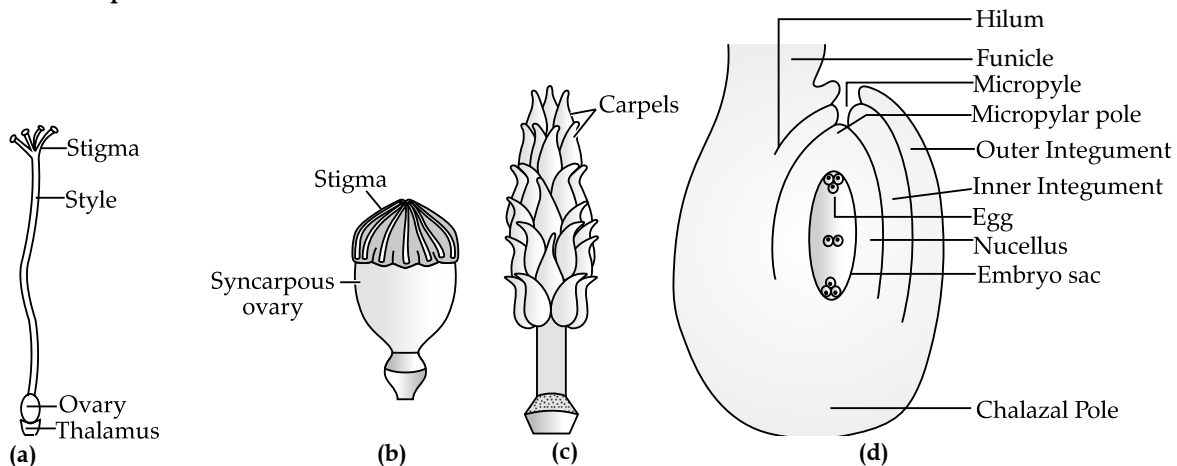 Stigma
Style
Ovary
Thalamus
(a)
Stigma
Syncarpous
ovary
(b)
Carpels
(c)
Hilum
Funicle
Micropyle
Micropylar pole
Outer Integument
Inner Integument
Egg
Nucellus
Embryo sac
Chalazal Pole
(d)